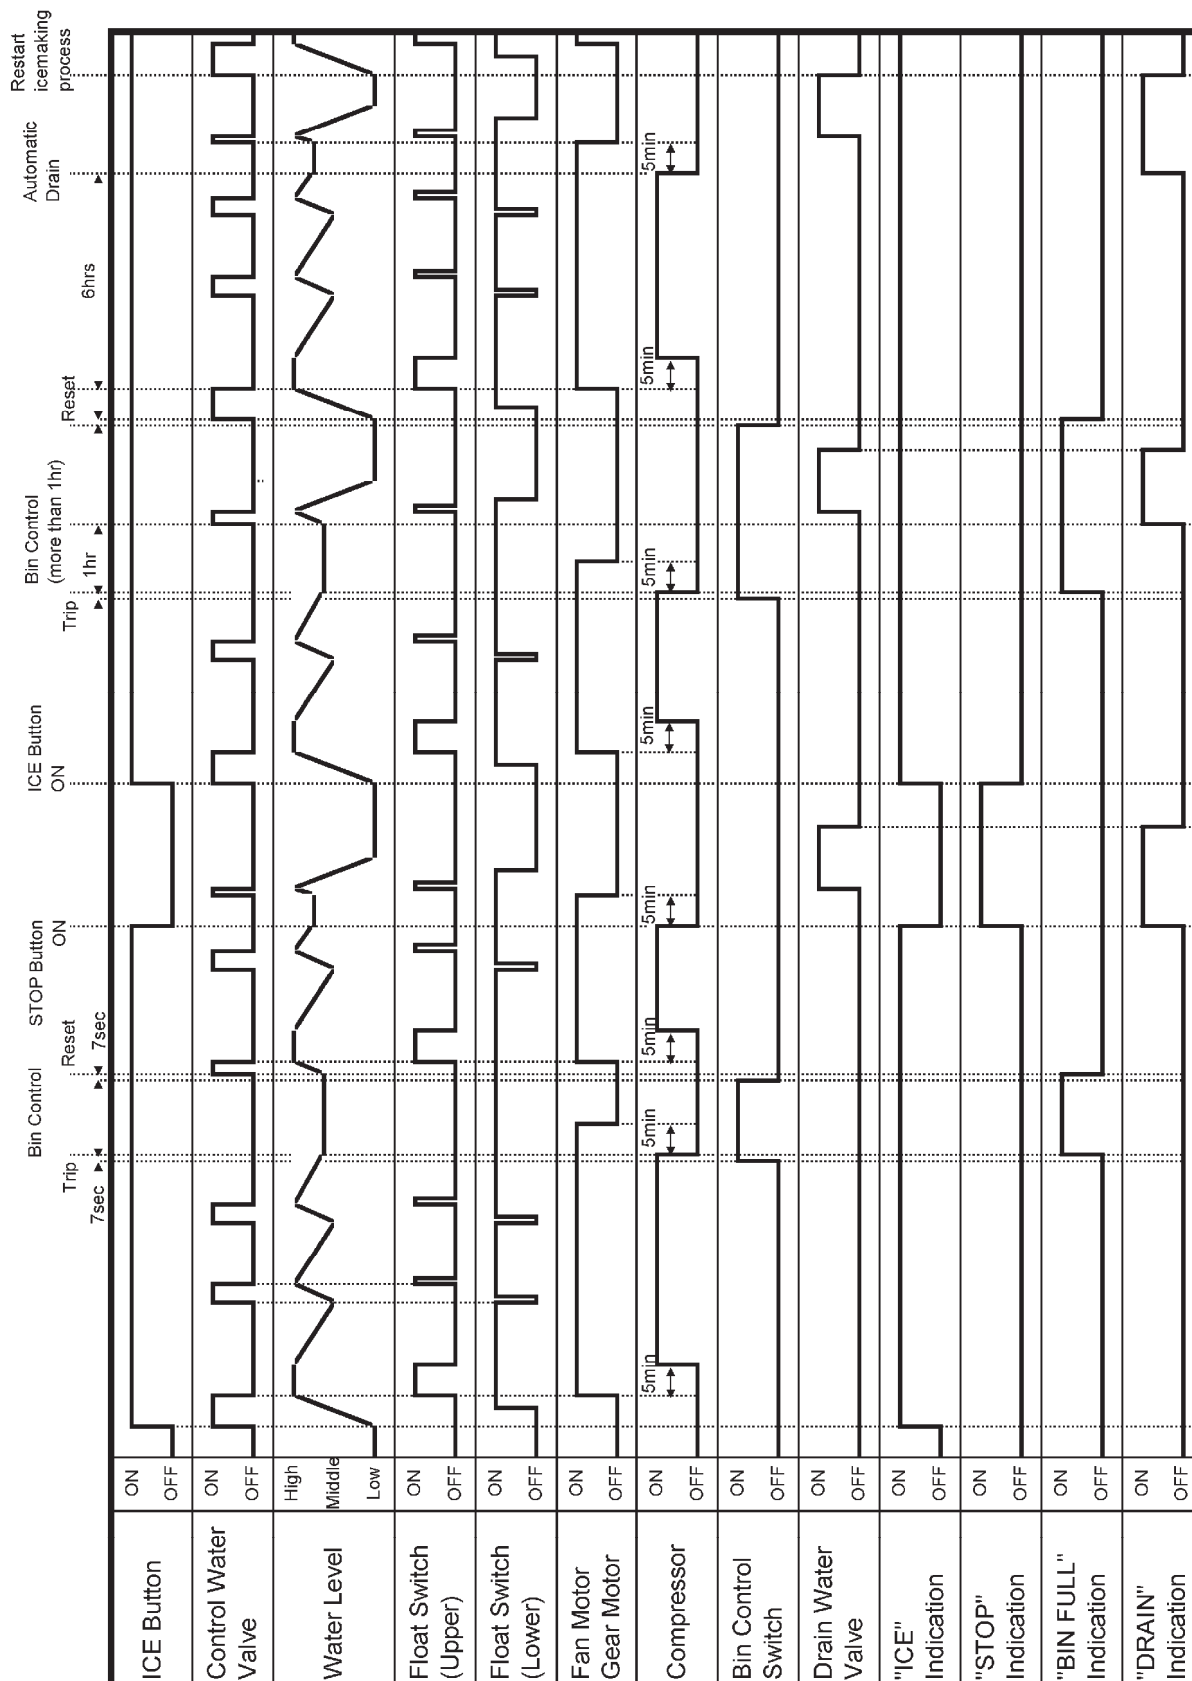 Trip
7sec
Bin Control
Reset
7sec
STOP Button
ON
ICE Button
ON
Trip
1hr
Bin Control
(more than 1hr)
Reset
6hrs
Automatic
Drain
Restart
icemaking
process
ICE Button
ON
OFF
Control Water
Valve
ON
OFF
Water Level
High
Middle
Low
Float Switch
(Upper)
ON
OFF
Float Switch
(Lower)
ON
OFF
Fan Motor
Gear Motor
ON
OFF
Compressor
ON
OFF
5min
5min
5min
5min
5min
5min
5min
5min
Bin Control
Switch
ON
OFF
Drain Water
Valve
ON
OFF
"ICE"
Indication
ON
OFF
"STOP"
Indication
ON
OFF
"BIN FULL"
Indication
ON
OFF
"DRAIN"
Indication
ON
OFF